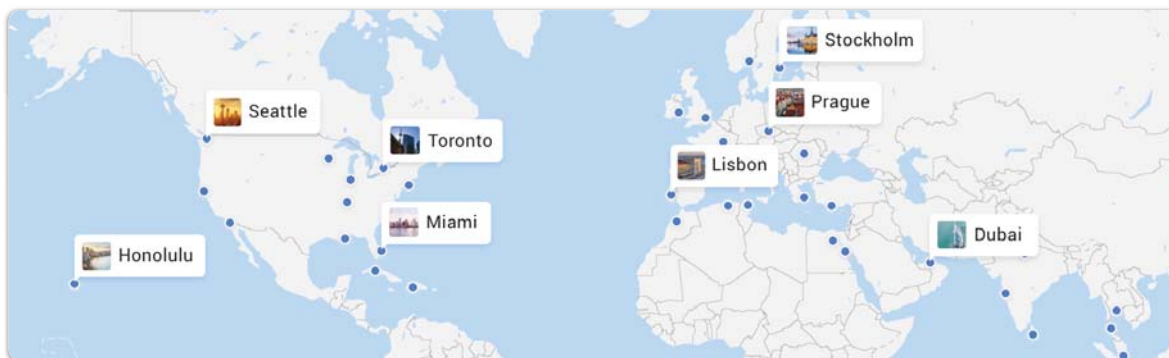 Stockholm
Prague
Seattle
Toronto
Lisbon
Miami
Dubai
Honolulu